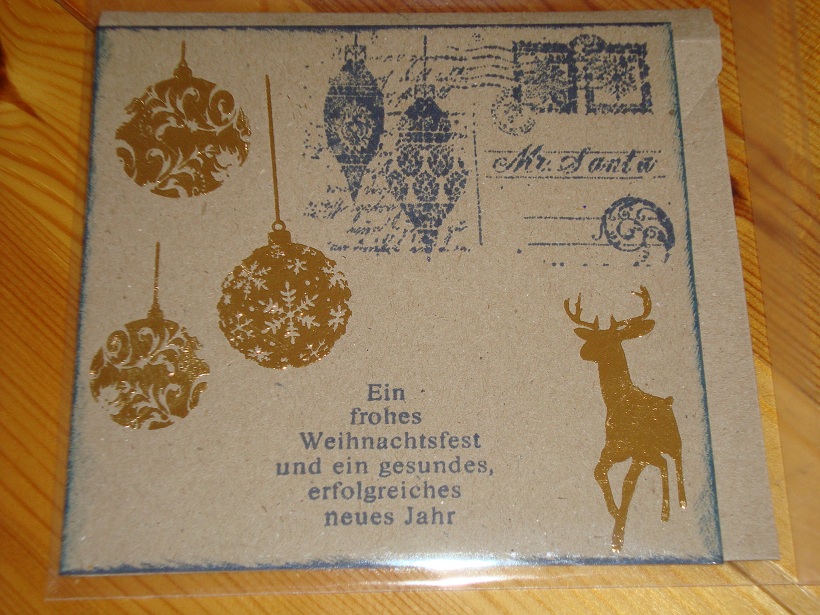 Mr. Santa
Ein
frohes
Weihnachtsfest
und ein gesundes,
erfolgreiches
neues Jahr